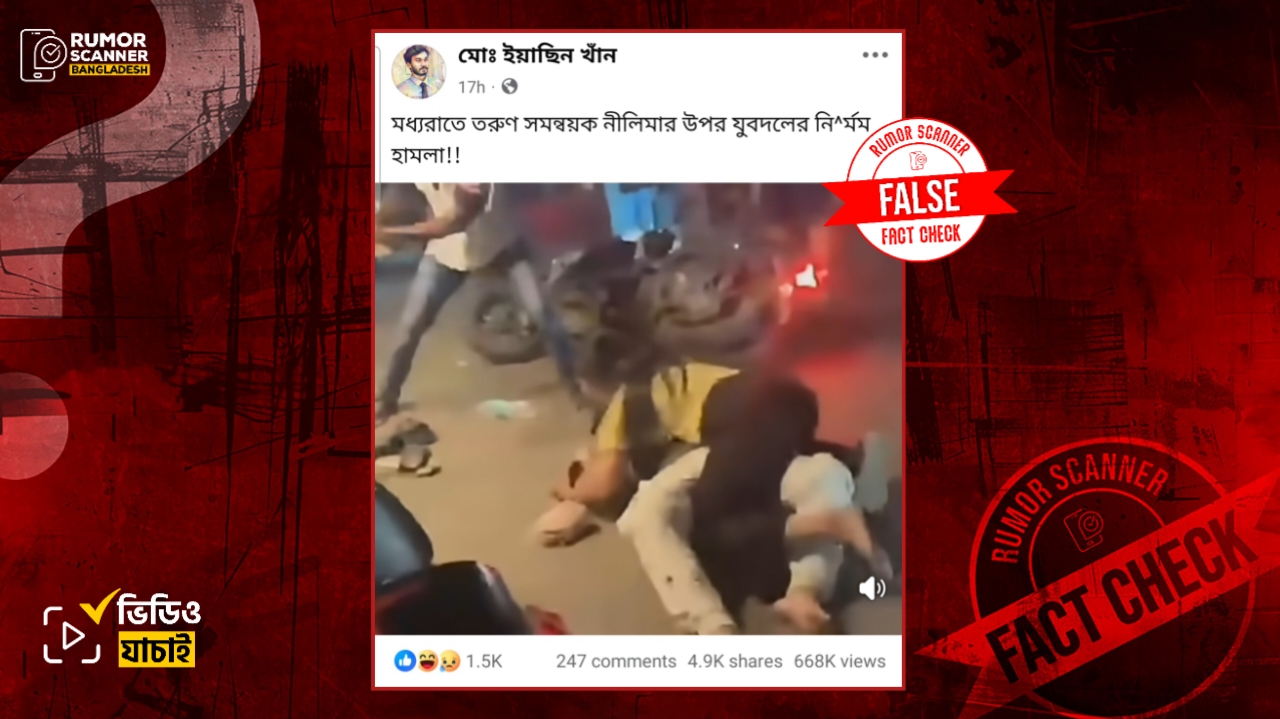 RUMOR
SCANNER
BANGLADESH
মোঃ ইয়াছিন খাঁন
17h
মধ্যরাতে তরুণ সমন্বয়ক নীলিমার উপর যুবদলের নি^র্মম
হামলা!!
RUMOR SCANNER
FALSE
FACT CHECK
1.5K 247 comments 4.9K shares 668K views
ভিডিও
যাচাই
RUMOR SCANNER
FACT CHECK